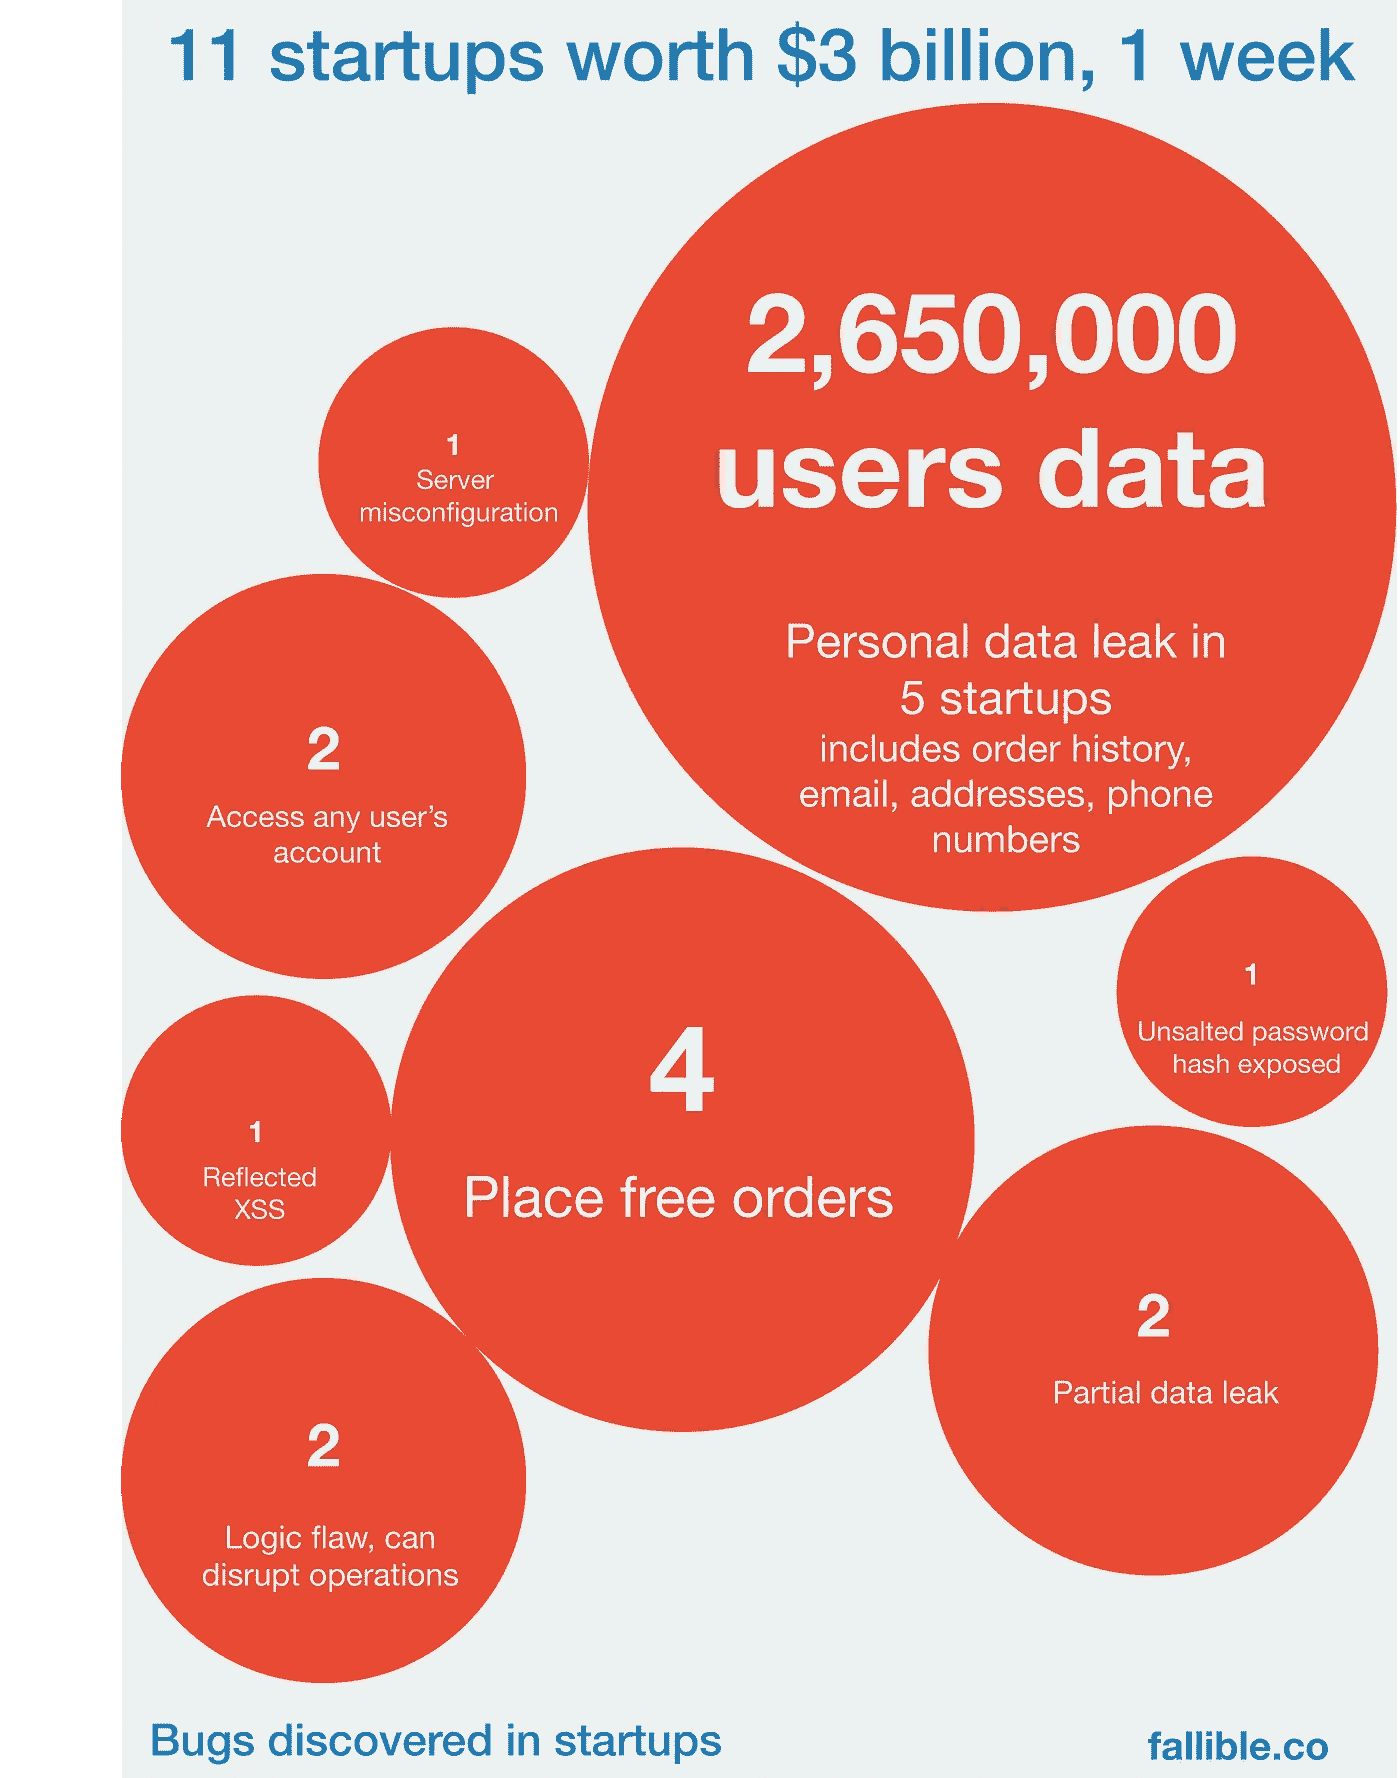 11 startups worth $3 billion, 1 week
2,650,000
users data
Personal data leak in
5 startups
includes order history,
email, addresses, phone
numbers
1
Server
misconfiguration
2
Access any user's
account
4
Place free orders
1
Unsalted password
hash exposed
1
Reflected
XSS
2
Partial data leak
2
Logic flaw, can
disrupt operations
Bugs discovered in startups
fallible.co